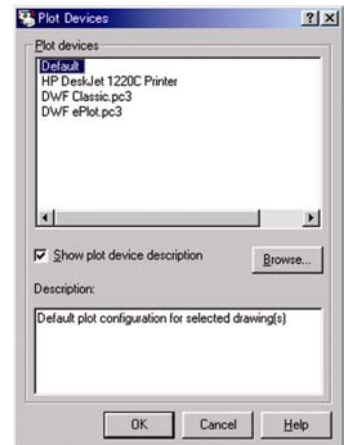 Plot Devices
Plot devices
Default
HP DeskJet 1220C Printer
DWF Classic.pc3
DWF ePlot.pc3
Show plot device description
Browse...
Description:
Default plot configuration for selected drawing(s)
OK
Cancel
Help